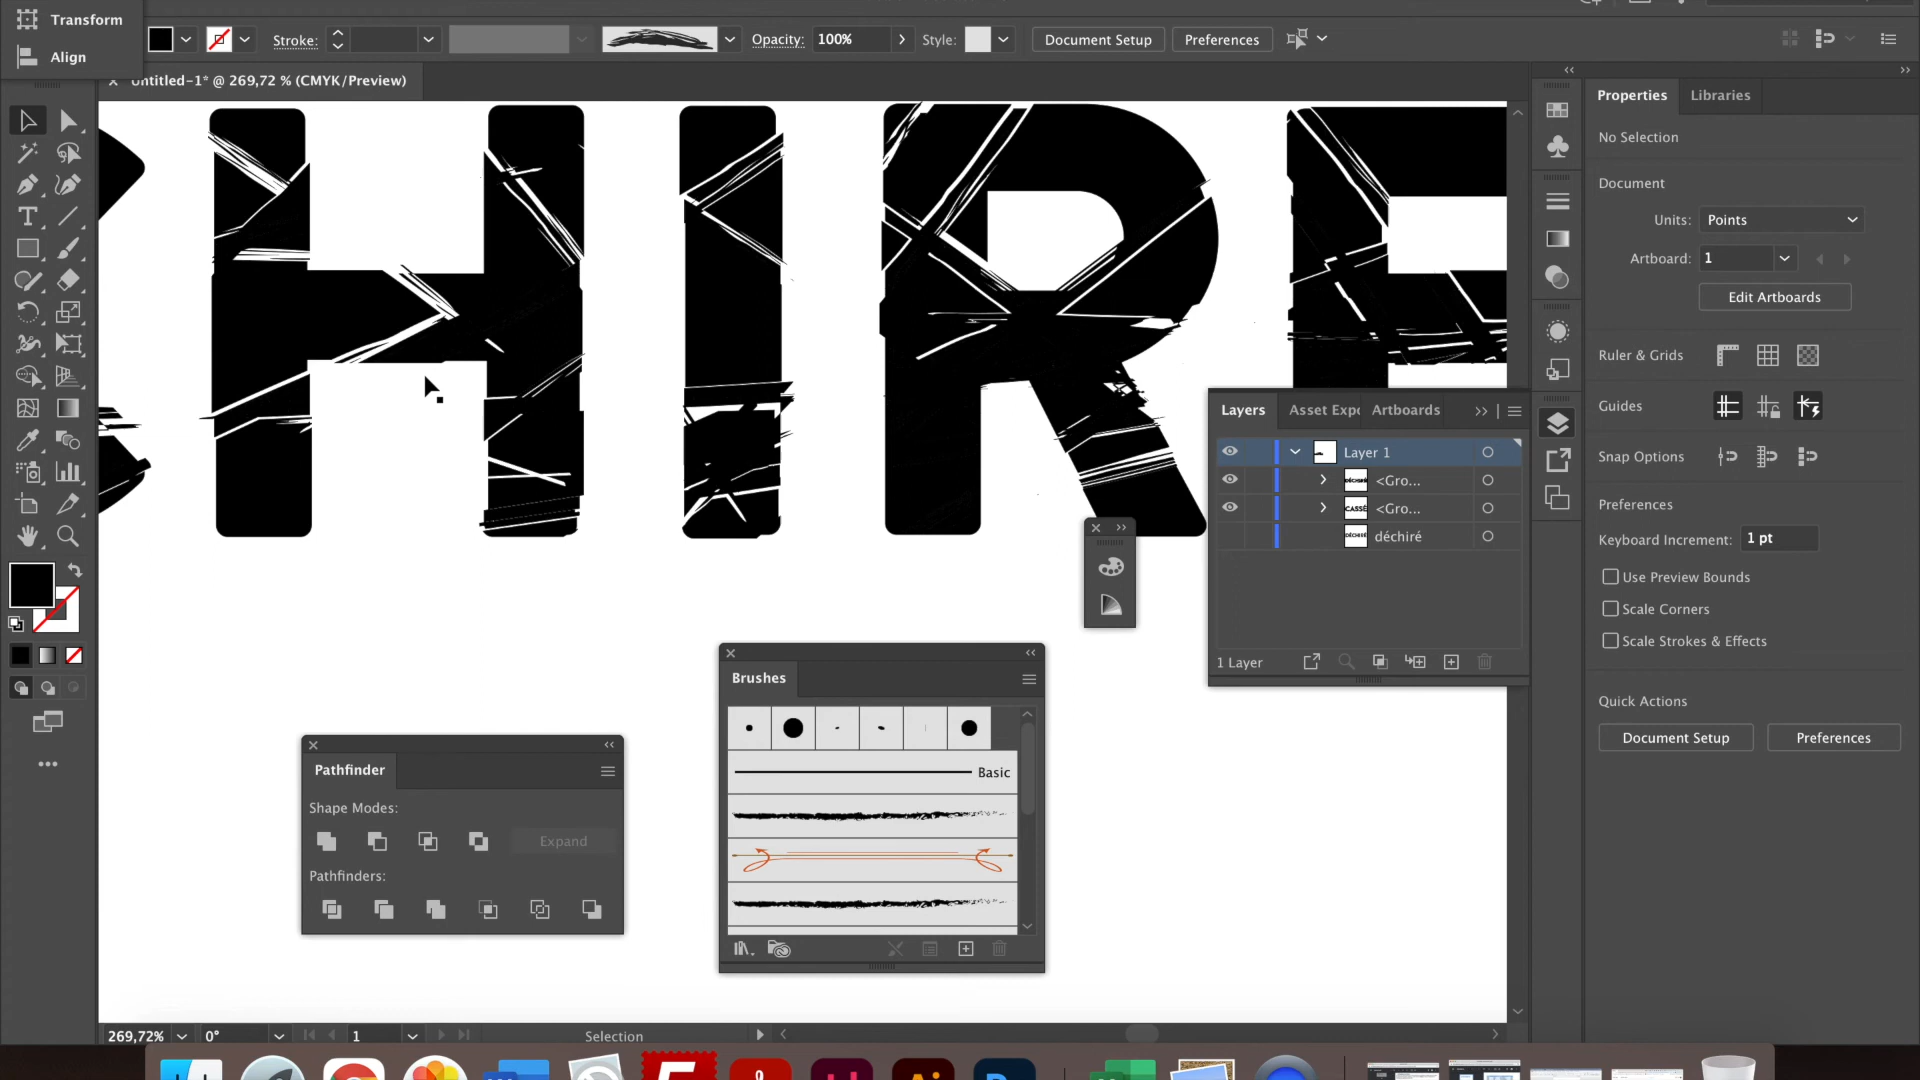 Transform
Align
Stroke:
Opacity:
100%
Style:
Document Setup
Preferences
Untitled-1* @ 269,72 % (CMYK/Preview)
HIRE
Properties
Libraries
No Selection
Document
Units:
Points
Artboard:
1
Edit Artboards
Ruler & Grids
Guides
Snap Options
Preferences
Keyboard Increment:
1 pt
Use Preview Bounds
Scale Corners
Scale Strokes & Effects
Quick Actions
Document Setup
Preferences
Layers
Asset Expo
Artboards
Layer 1
<Gro...
<Gro...
déchiré
1 Layer
Brushes
Basic
Pathfinder
Shape Modes:
Expand
Pathfinders:
269,72%
0°
1
Selection